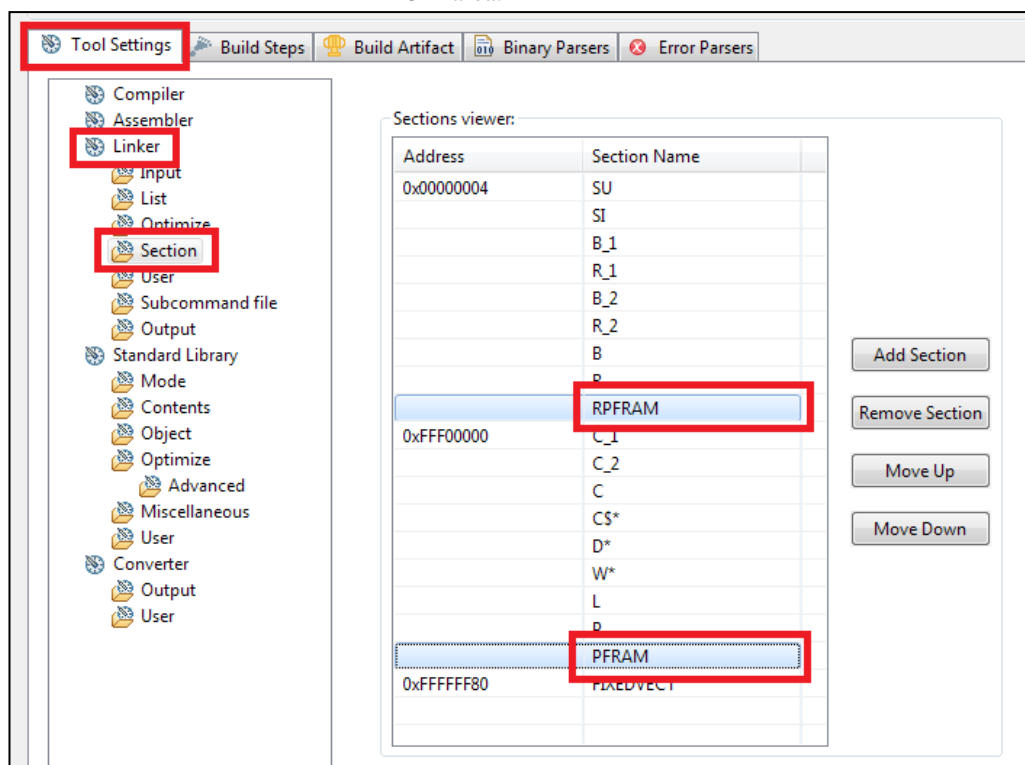 Tool Settings Build Steps Build Artifact Binary Parsers Error Parsers
Compiler
Assembler
Linker
Input
List
Optimize
Section
User
Subcommand file
Output
Standard Library
Mode
Contents
Object
Optimize
Advanced
Miscellaneous
User
Converter
Output
User
Sections viewer:
Address Section Name
0x00000004 SU
SI
B_1
R_1
B_2
R_2
B
R
RPFRAM
0xFFF00000 C_1
C_2
C
C$*
D*
W*
L
P
PFRAM
0xFFFFFF80 FIXEDVECT
Add Section
Remove Section
Move Up
Move Down